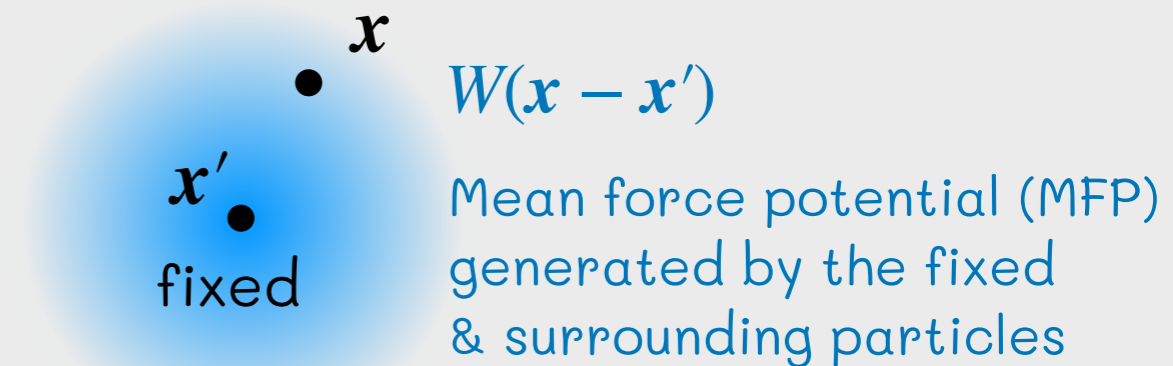 x
W(x − x′)
x′
Mean force potential (MFP)
generated by the fixed
fixed
& surrounding particles